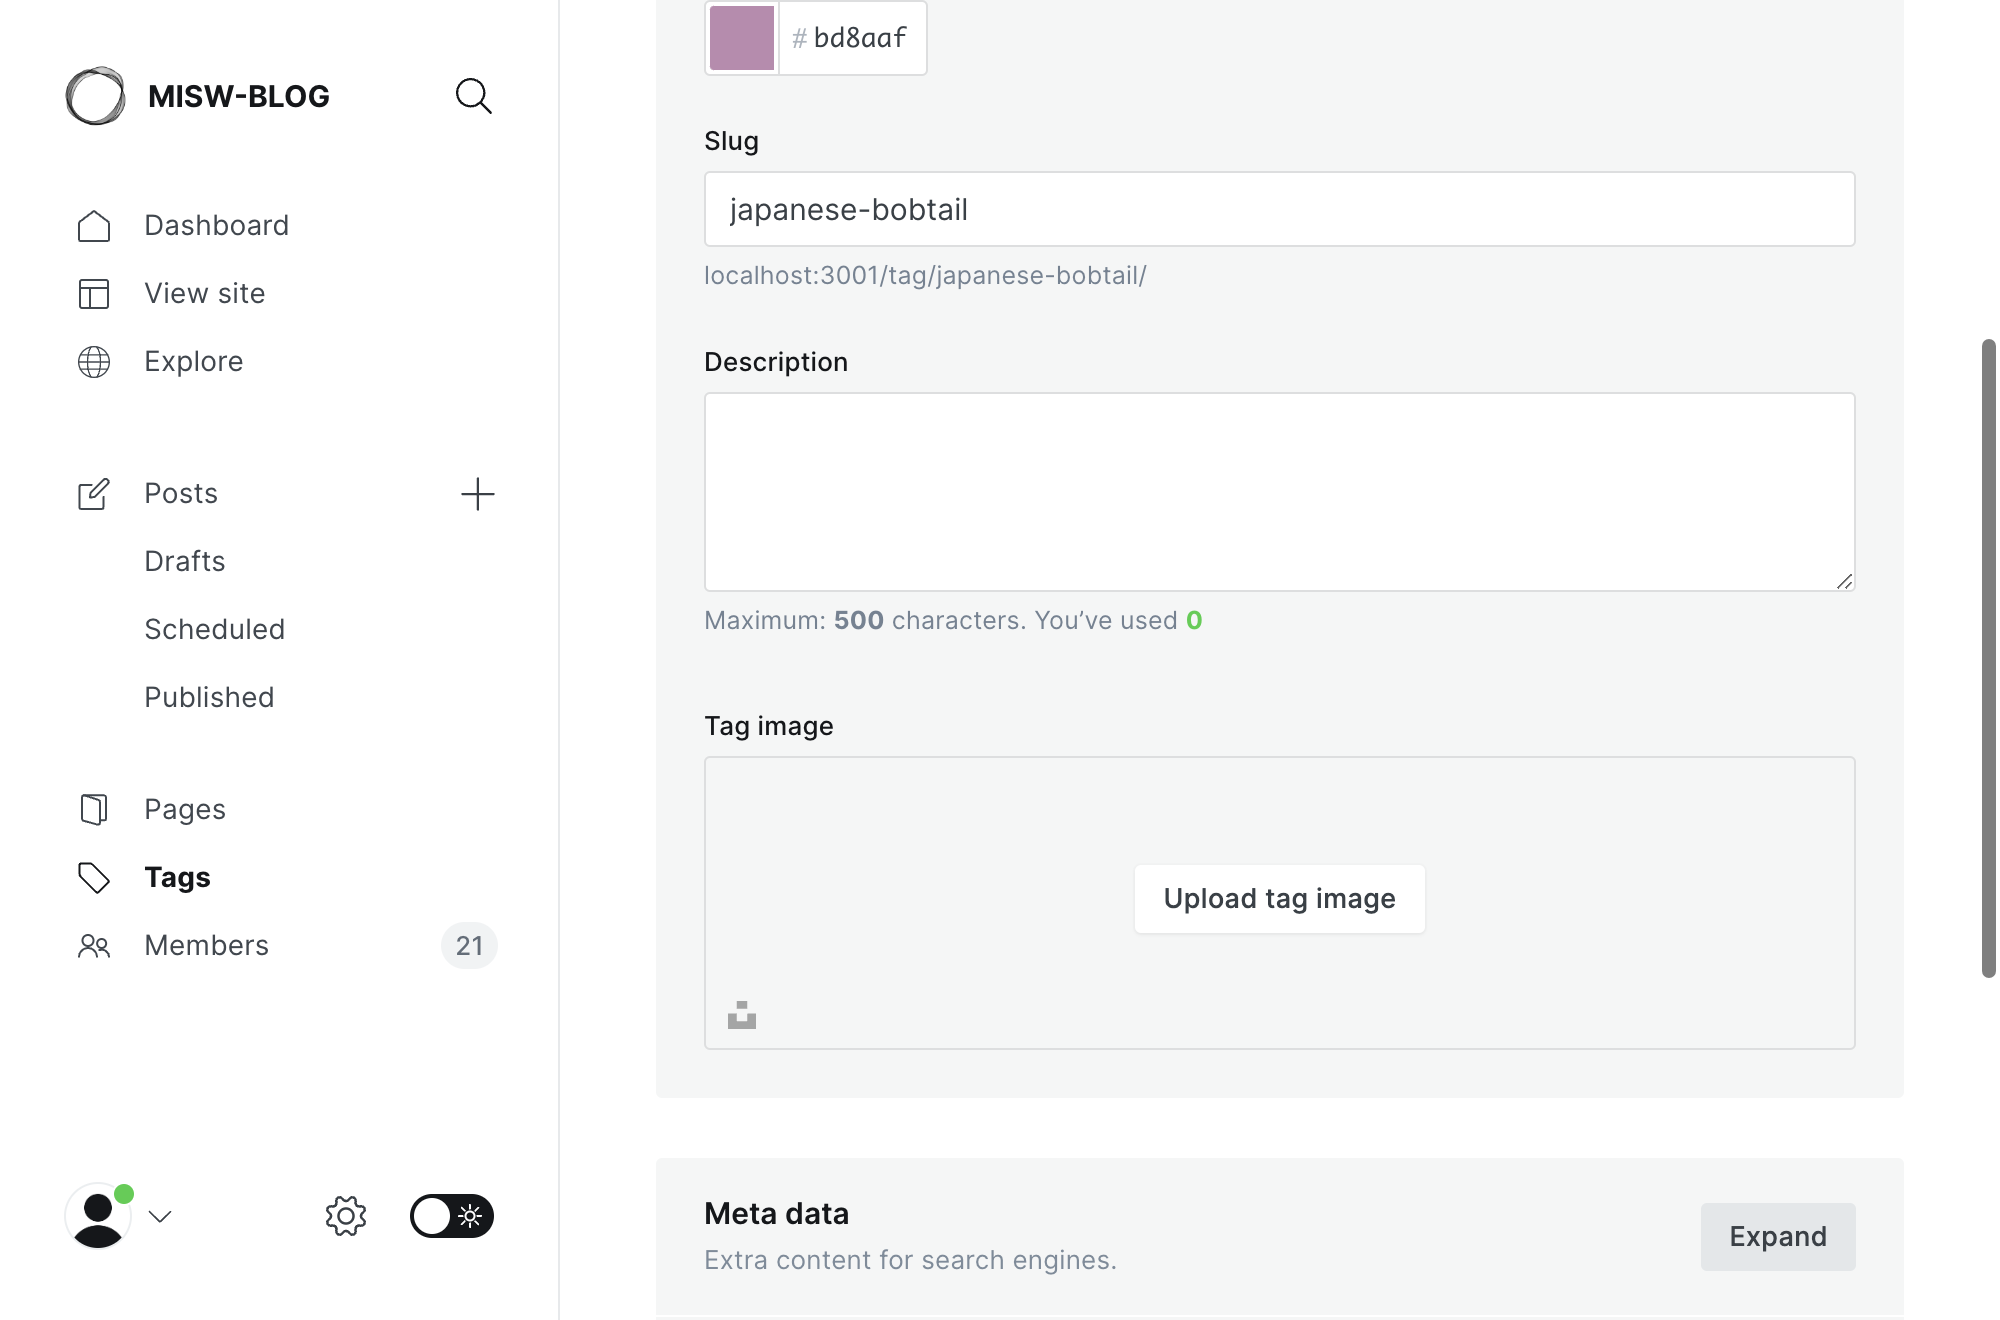 MISW-BLOG
Dashboard
View site
Explore
Posts
Drafts
Scheduled
Published
Pages
Tags
Members
21
# bd8aaf
Slug
japanese-bobtail
localhost:3001/tag/japanese-bobtail/
Description
Maximum: 500 characters. You’ve used 0
Tag image
Upload tag image
Meta data
Extra content for search engines.
Expand